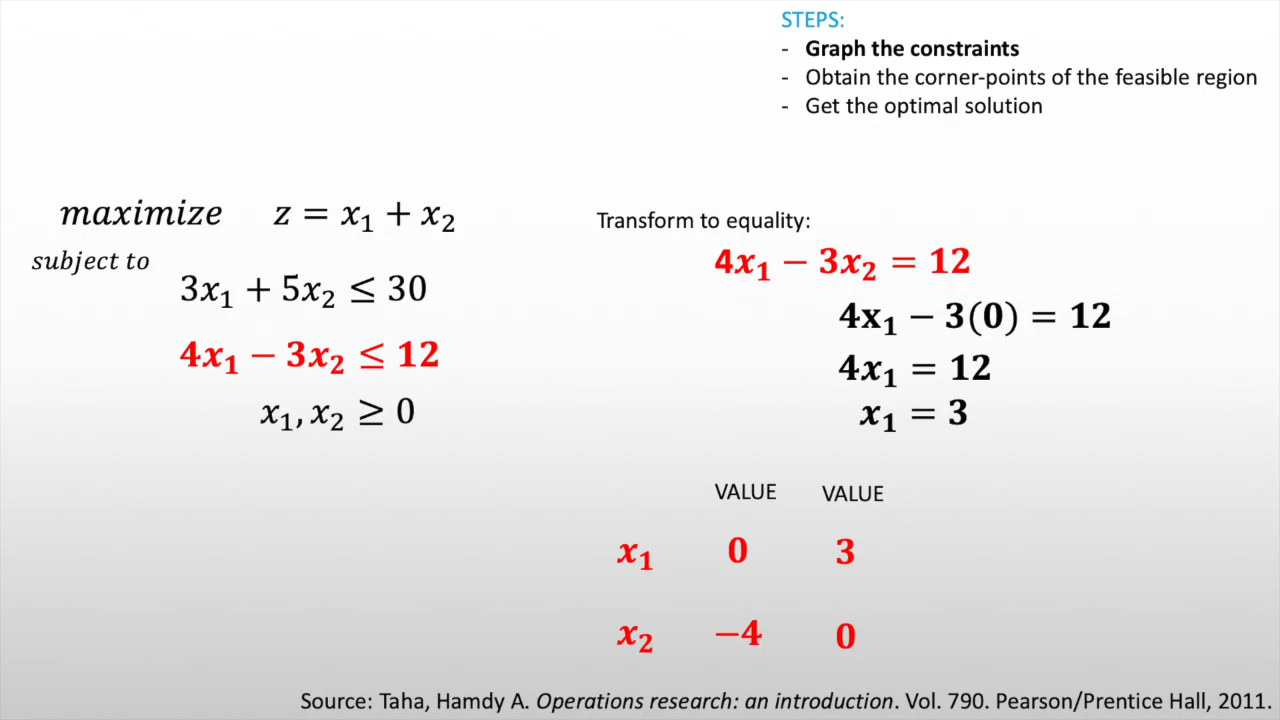 STEPS:
- Graph the constraints
- Obtain the corner-points of the feasible region
- Get the optimal solution
maximize z = x₁ + x₂
subject to
3x₁ + 5x₂ ≤ 30
4x₁ − 3x₂ ≤ 12
x₁, x₂ ≥ 0
Transform to equality:
4x₁ − 3x₂ = 12
4x₁ − 3(0) = 12
4x₁ = 12
x₁ = 3
VALUE VALUE
x₁ 0 3
x₂ −4 0
Source: Taha, Hamdy A. Operations research: an introduction. Vol. 790. Pearson/Prentice Hall, 2011.